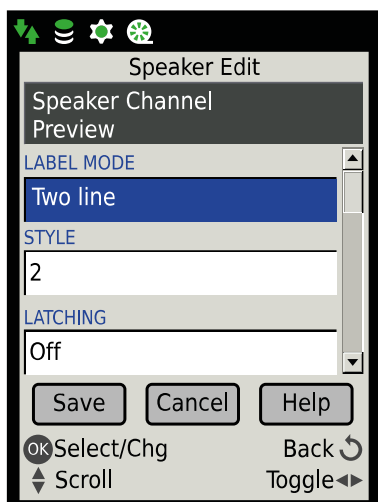 Speaker Edit
Speaker Channel
Preview
LABEL MODE
Two line
STYLE
2
LATCHING
Off
Save Cancel Help
OK Select/Chg Back
Scroll Toggle